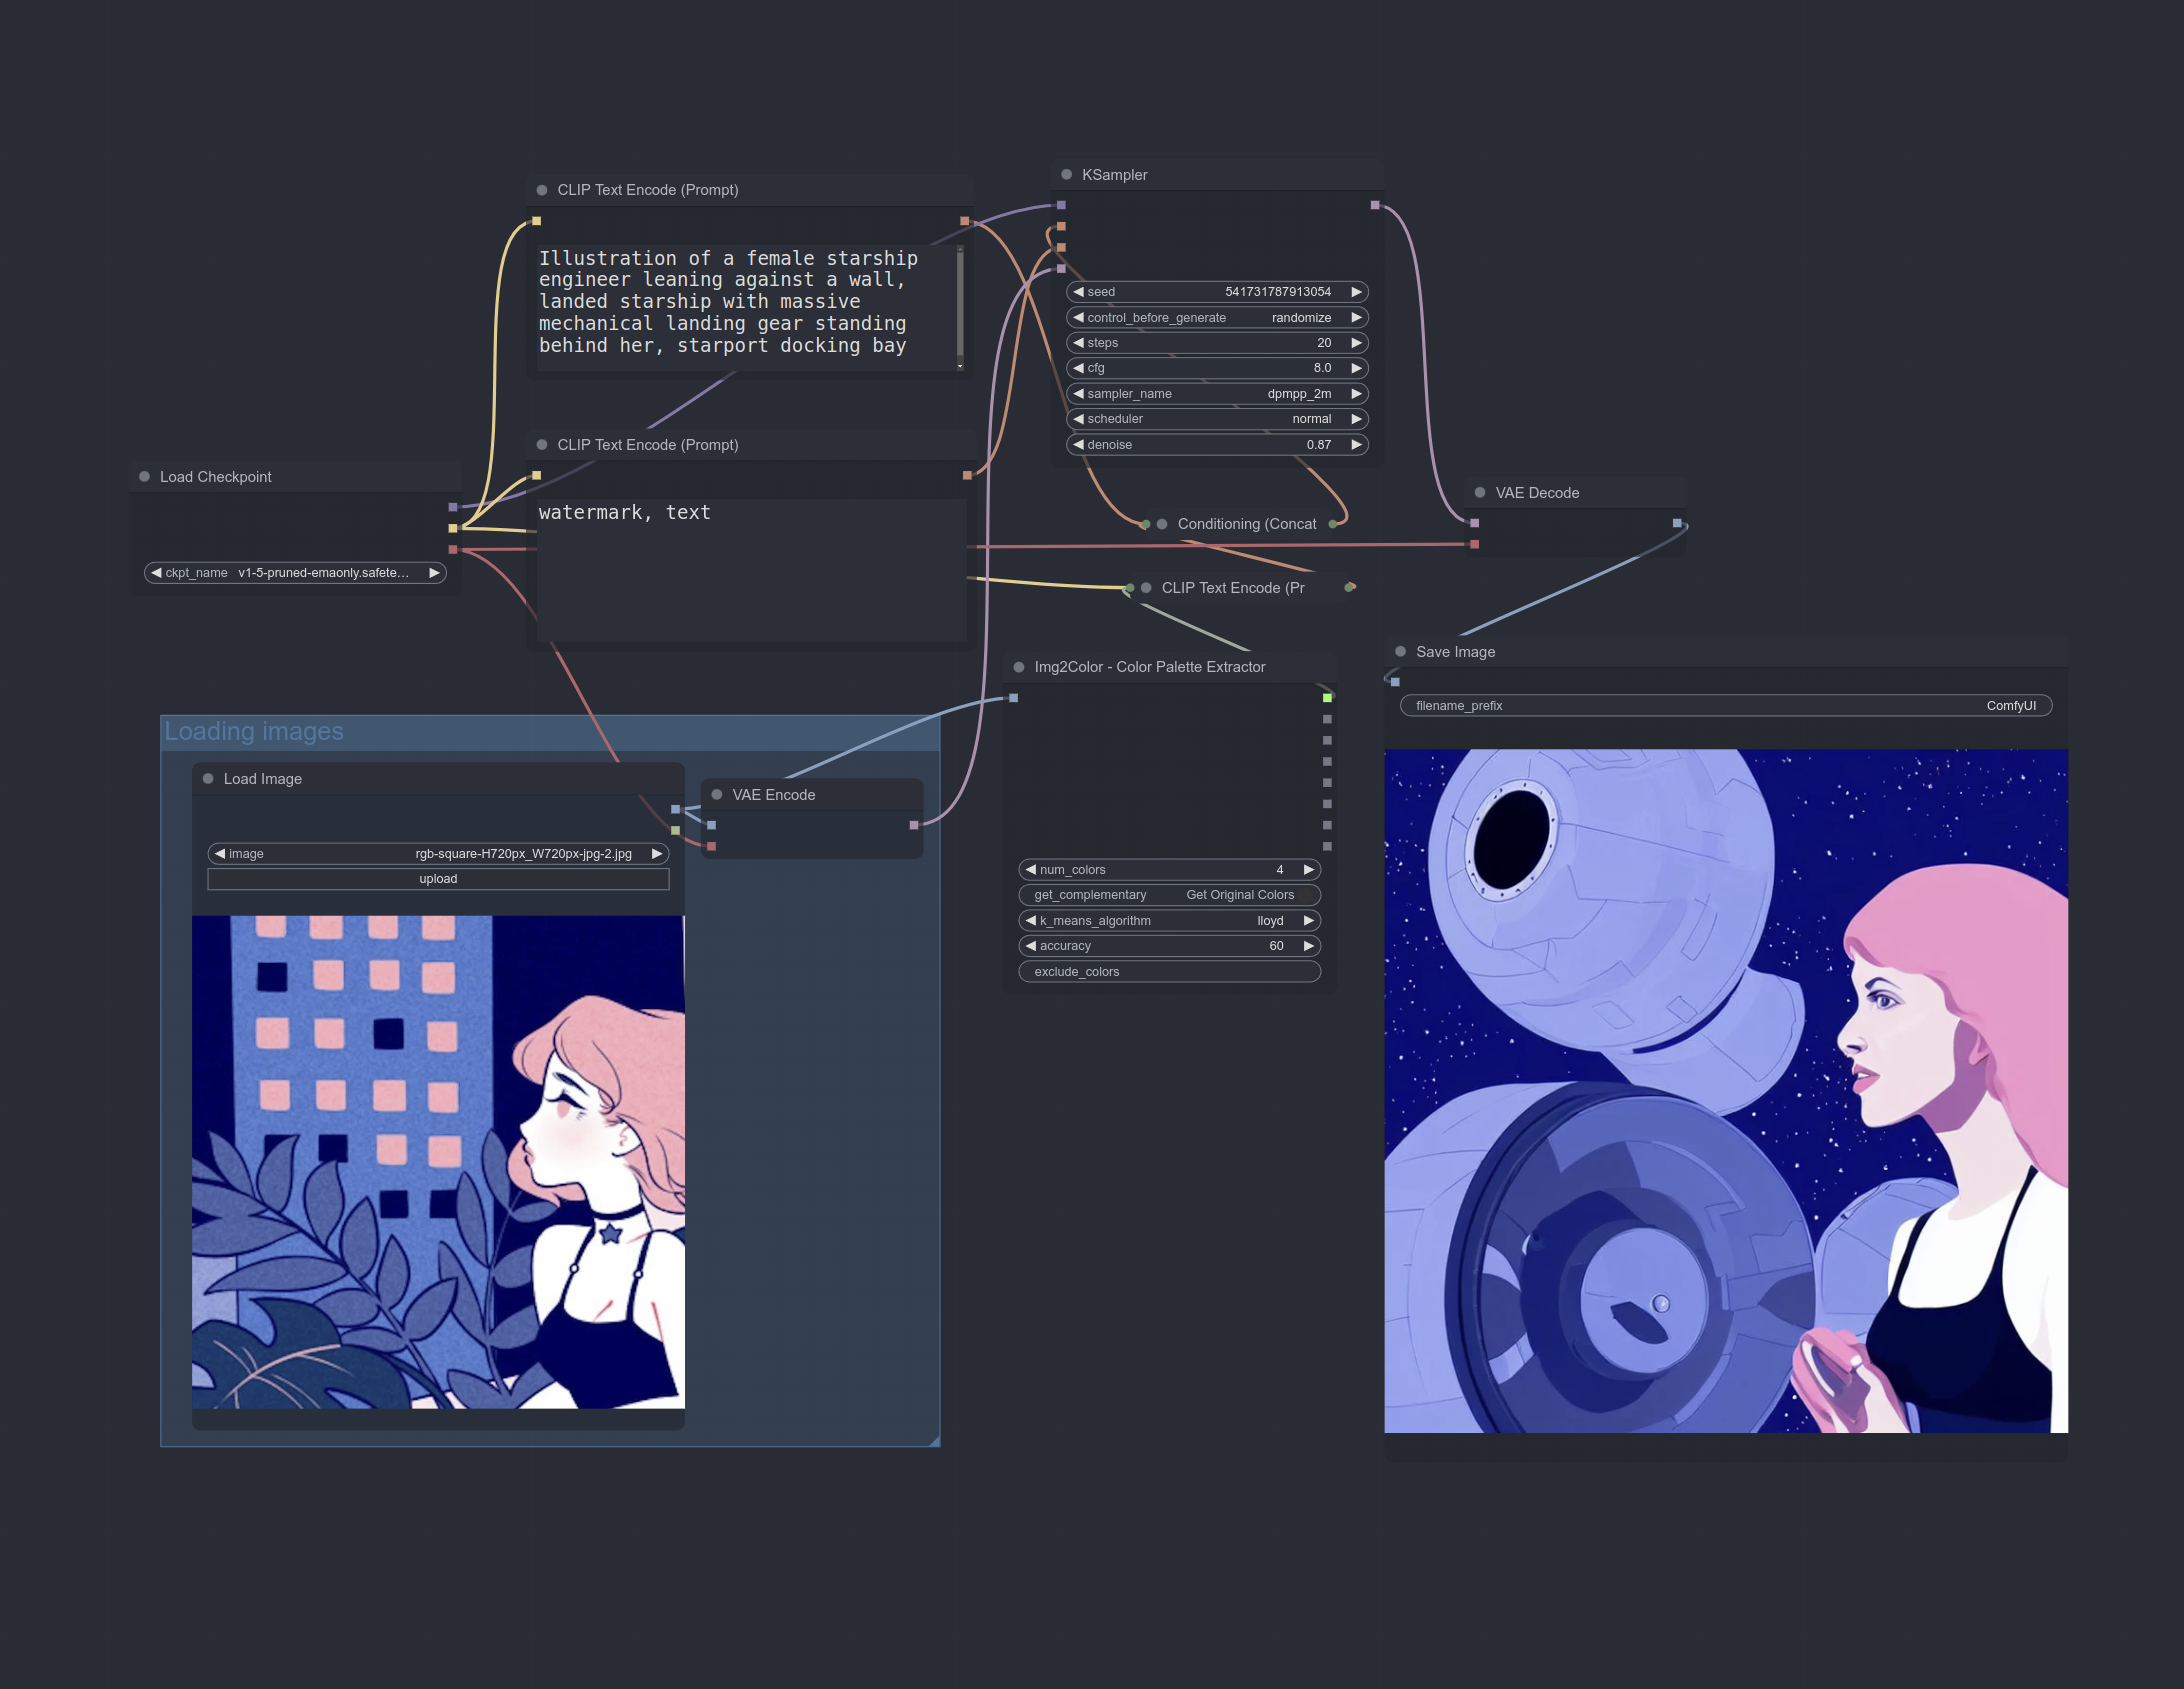 CLIP Text Encode (Prompt)
Illustration of a female starship
engineer leaning against a wall,
landed starship with massive
mechanical landing gear standing
behind her, starport docking bay
KSampler
seed 541731787913054
control_before_generate randomize
steps 20
cfg 8.0
sampler_name dpmpp_2m
scheduler normal
denoise 0.87
CLIP Text Encode (Prompt)
watermark, text
Load Checkpoint
ckpt_name v1-5-pruned-emaonly.safete...
VAE Decode
Conditioning (Concat
CLIP Text Encode (Pr
Img2Color - Color Palette Extractor
num_colors 4
get_complementary Get Original Colors
k_means_algorithm lloyd
accuracy 60
exclude_colors
Save Image
filename_prefix ComfyUI
Loading images
Load Image
image rgb-square-H720px_W720px-jpg-2.jpg
upload
VAE Encode